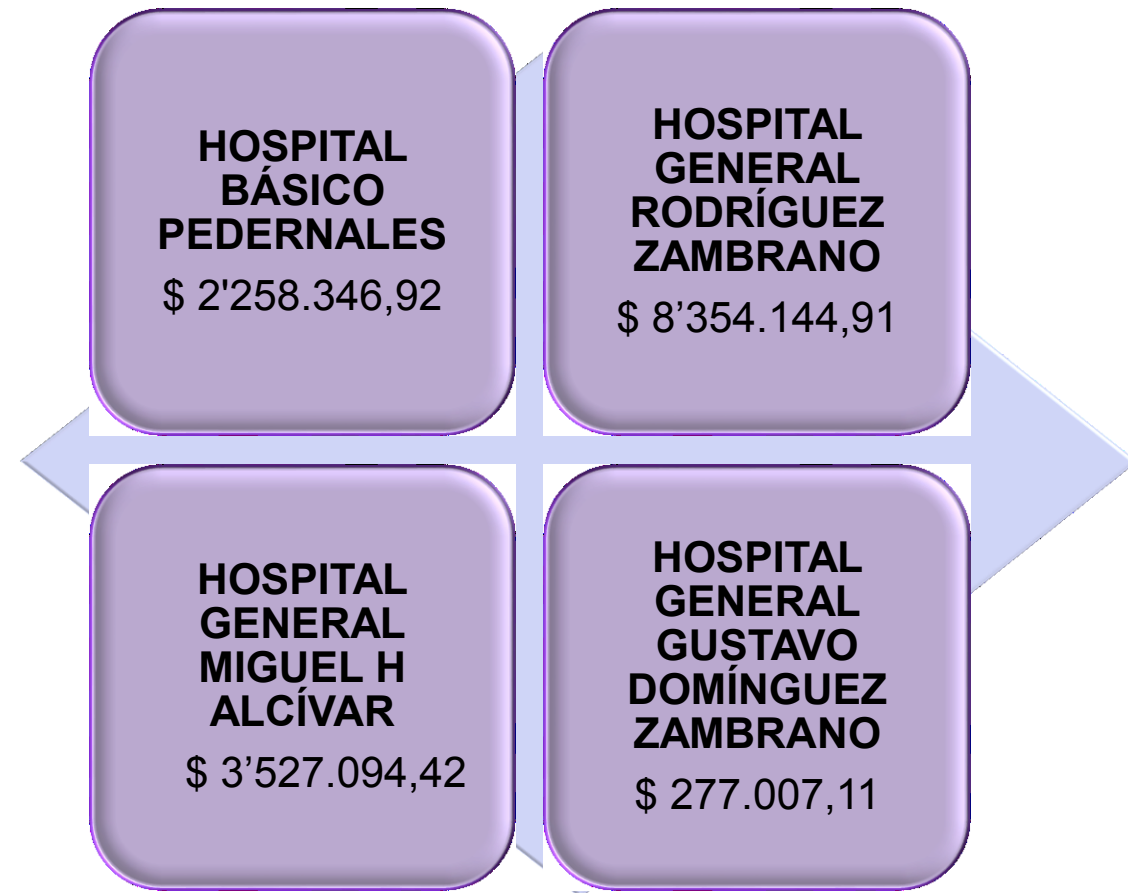 HOSPITAL
BÁSICO
PEDERNALES
$ 2'258.346,92
HOSPITAL
GENERAL
RODRÍGUEZ
ZAMBRANO
$ 8’354.144,91
HOSPITAL
GENERAL
MIGUEL H
ALCÍVAR
$ 3’527.094,42
HOSPITAL
GENERAL
GUSTAVO
DOMÍNGUEZ
ZAMBRANO
$ 277.007,11